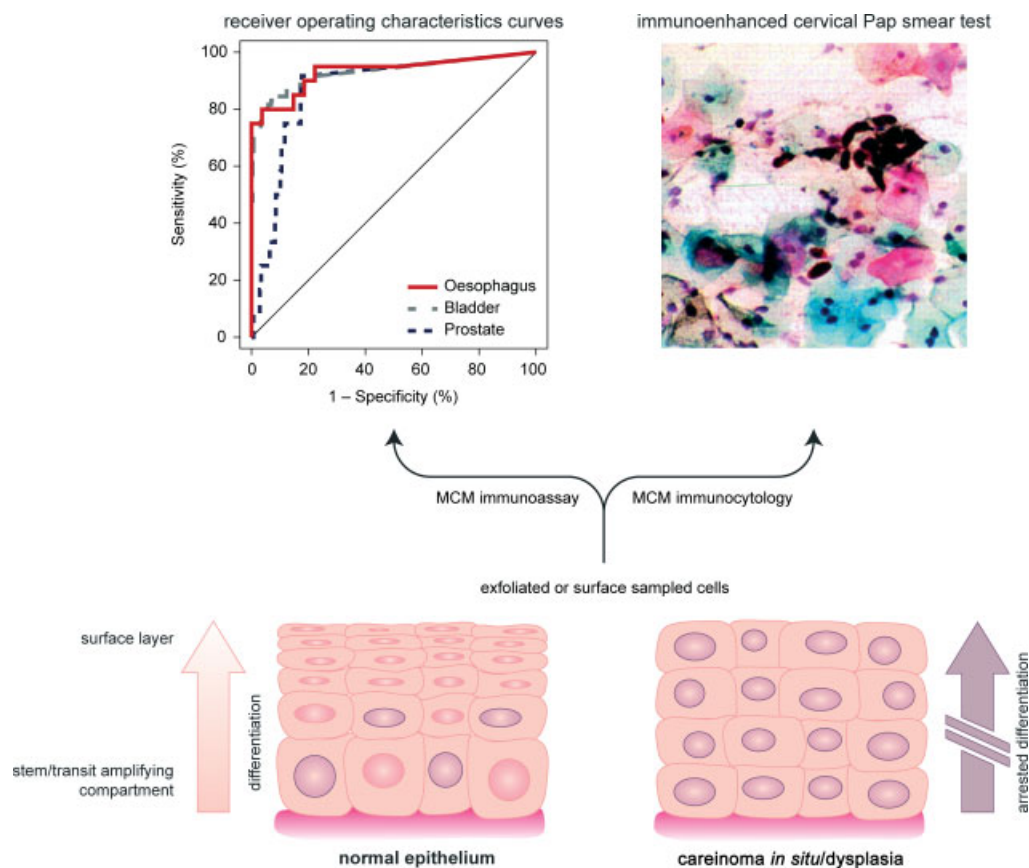 receiver operating characteristics curves
immunoenhanced cervical Pap smear test
100
80
60
40
20
0
Sensitivity (%)
Oesophagus
Bladder
Prostate
0 20 40 60 80 100
1 – Specificity (%)
MCM immunoassay
MCM immunocytology
exfoliated or surface sampled cells
surface layer
differentiation
stem/transit amplifying
compartment
arrested differentiation
normal epithelium
careinoma in situ/dysplasia